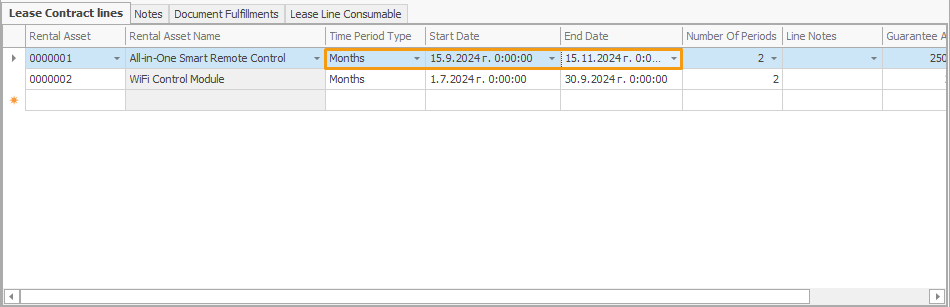 Lease Contract lines Notes Document Fulfillments Lease Line Consumable
Rental Asset Rental Asset Name Time Period Type Start Date End Date Number Of Periods Line Notes Guarantee A
0000001 All-in-One Smart Remote Control Months 15.9.2024 г. 0:00:00 15.11.2024 г. 0:0... 2 250
0000002 WiFi Control Module Months 1.7.2024 г. 0:00:00 30.9.2024 г. 0:00:00 2